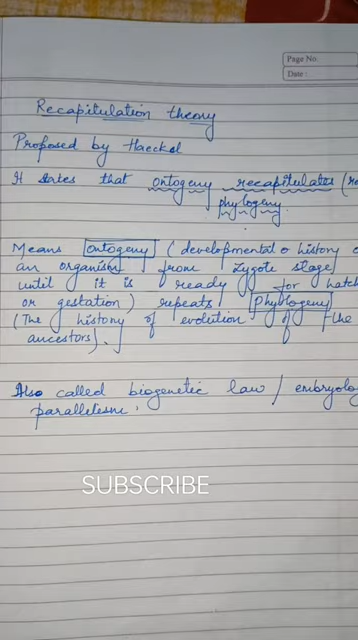 Page No.
Date :
Recapitulation theory
Proposed by Haeckel
It states that ontogeny recapitulates (re
phylogeny.
Means ontogeny (developmental history o
an organism from zygote stage
until it is ready for hatch
or gestation) repeats phylogeny
(The history of evolution of the
ancestors).
Also called biogenetic law / embryolog
parallelism.
SUBSCRIBE